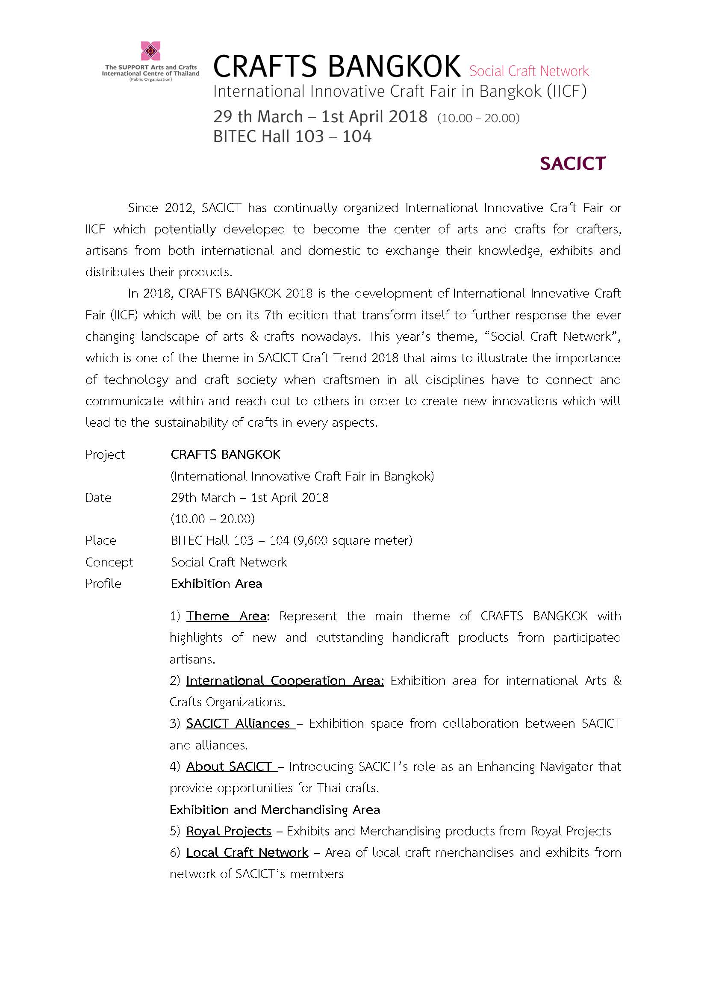 The SUPPORT Arts and Crafts
International Centre of Thailand
(Public Organization)
CRAFTS BANGKOK Social Craft Network
International Innovative Craft Fair in Bangkok (IICF)
29 th March – 1st April 2018 (10.00 – 20.00)
BITEC Hall 103 – 104
SACICT
Since 2012, SACICT has continually organized International Innovative Craft Fair or
IICF which potentially developed to become the center of arts and crafts for crafters,
artisans from both international and domestic to exchange their knowledge, exhibits and
distributes their products.
In 2018, CRAFTS BANGKOK 2018 is the development of International Innovative Craft
Fair (IICF) which will be on its 7th edition that transform itself to further response the ever
changing landscape of arts & crafts nowadays. This year’s theme, “Social Craft Network”,
which is one of the theme in SACICT Craft Trend 2018 that aims to illustrate the importance
of technology and craft society when craftsmen in all disciplines have to connect and
communicate within and reach out to others in order to create new innovations which will
lead to the sustainability of crafts in every aspects.
Project CRAFTS BANGKOK
(International Innovative Craft Fair in Bangkok)
Date 29th March – 1st April 2018
(10.00 – 20.00)
Place BITEC Hall 103 – 104 (9,600 square meter)
Concept Social Craft Network
Profile Exhibition Area
1) Theme Area: Represent the main theme of CRAFTS BANGKOK with
highlights of new and outstanding handicraft products from participated
artisans.
2) International Cooperation Area: Exhibition area for international Arts &
Crafts Organizations.
3) SACICT Alliances – Exhibition space from collaboration between SACICT
and alliances.
4) About SACICT – Introducing SACICT’s role as an Enhancing Navigator that
provide opportunities for Thai crafts.
Exhibition and Merchandising Area
5) Royal Projects – Exhibits and Merchandising products from Royal Projects
6) Local Craft Network – Area of local craft merchandises and exhibits from
network of SACICT’s members